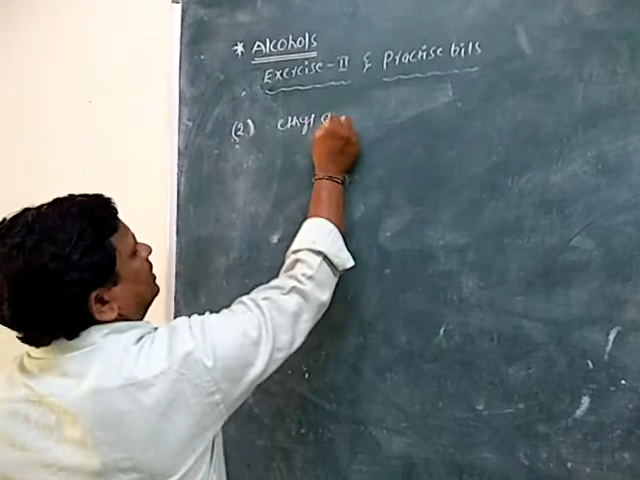 * Alcohols
Exercise-II & Practise bits
(2) ethyl